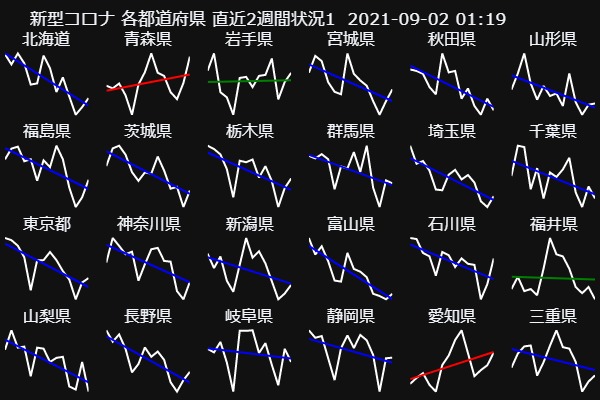 新型コロナ 各都道府県 直近2週間状況1 2021-09-02 01:19
北海道 青森県 岩手県 宮城県 秋田県 山形県
福島県 茨城県 栃木県 群馬県 埼玉県 千葉県
東京都 神奈川県 新潟県 富山県 石川県 福井県
山梨県 長野県 岐阜県 静岡県 愛知県 三重県